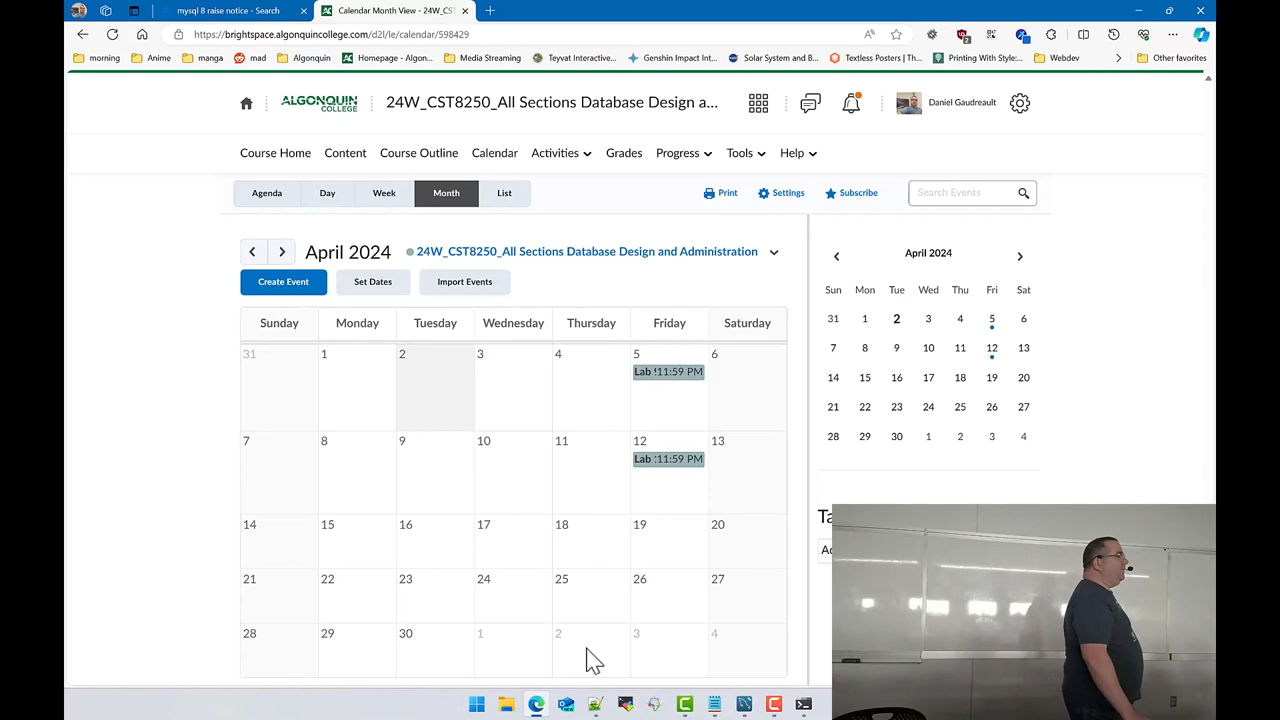 mysql 8 raise notice - Search
Calendar Month View - 24W_CST
https://brightspace.algonquincollege.com/d2l/le/calendar/598429
morning
Anime
manga
mad
Algonquin
Homepage - Algon...
Media Streaming
Teyvat Interactive...
Genshin Impact Int...
Solar System and B...
Textless Posters | Th...
Printing With Style:...
Webdev
Other favorites
ALGONQUIN COLLEGE
24W_CST8250_All Sections Database Design a...
Daniel Gaudreault
Course Home
Content
Course Outline
Calendar
Activities
Grades
Progress
Tools
Help
Agenda
Day
Week
Month
List
Print
Settings
Subscribe
Search Events
April 2024
24W_CST8250_All Sections Database Design and Administration
Create Event
Set Dates
Import Events
Sunday Monday Tuesday Wednesday Thursday Friday Saturday
31 1 2 3 4 5 6
Lab 11:59 PM
7 8 9 10 11 12 13
Lab 11:59 PM
14 15 16 17 18 19 20
21 22 23 24 25 26 27
28 29 30 1 2 3 4
April 2024
Sun Mon Tue Wed Thu Fri Sat
31 1 2 3 4 5 6
7 8 9 10 11 12 13
14 15 16 17 18 19 20
21 22 23 24 25 26 27
28 29 30 1 2 3 4